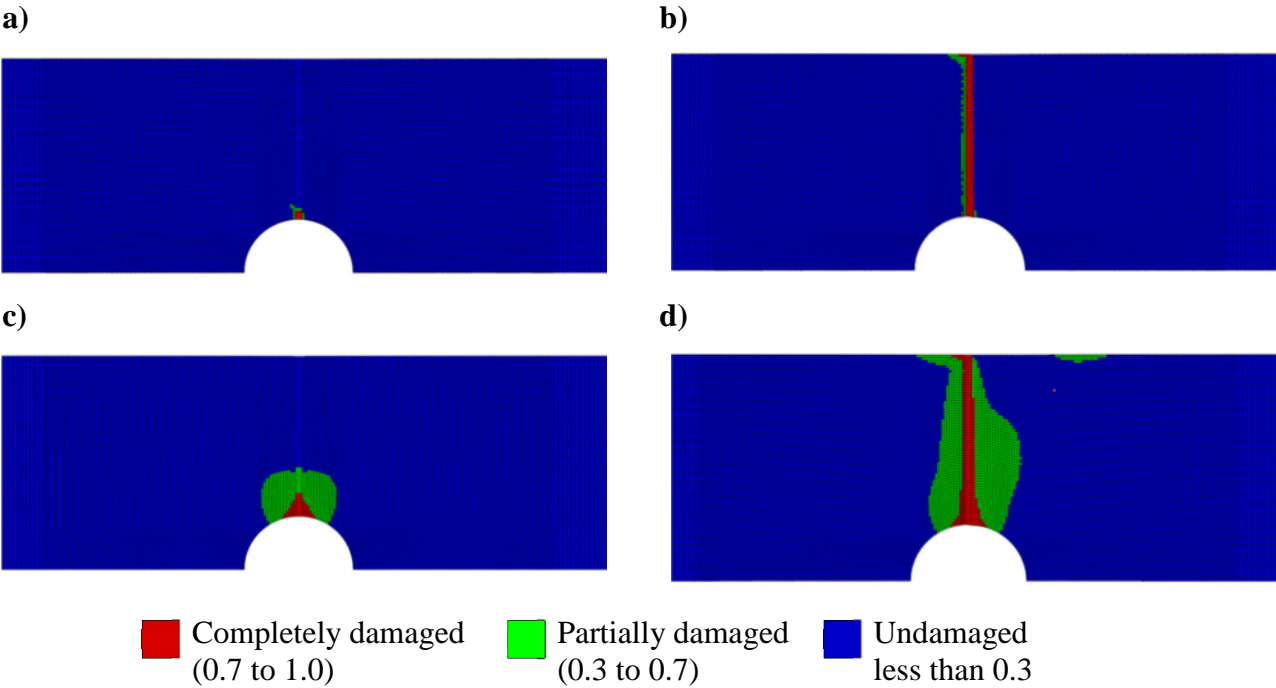 a)
b)
c)
d)
Completely damaged
(0.7 to 1.0)
Partially damaged
(0.3 to 0.7)
Undamaged
less than 0.3